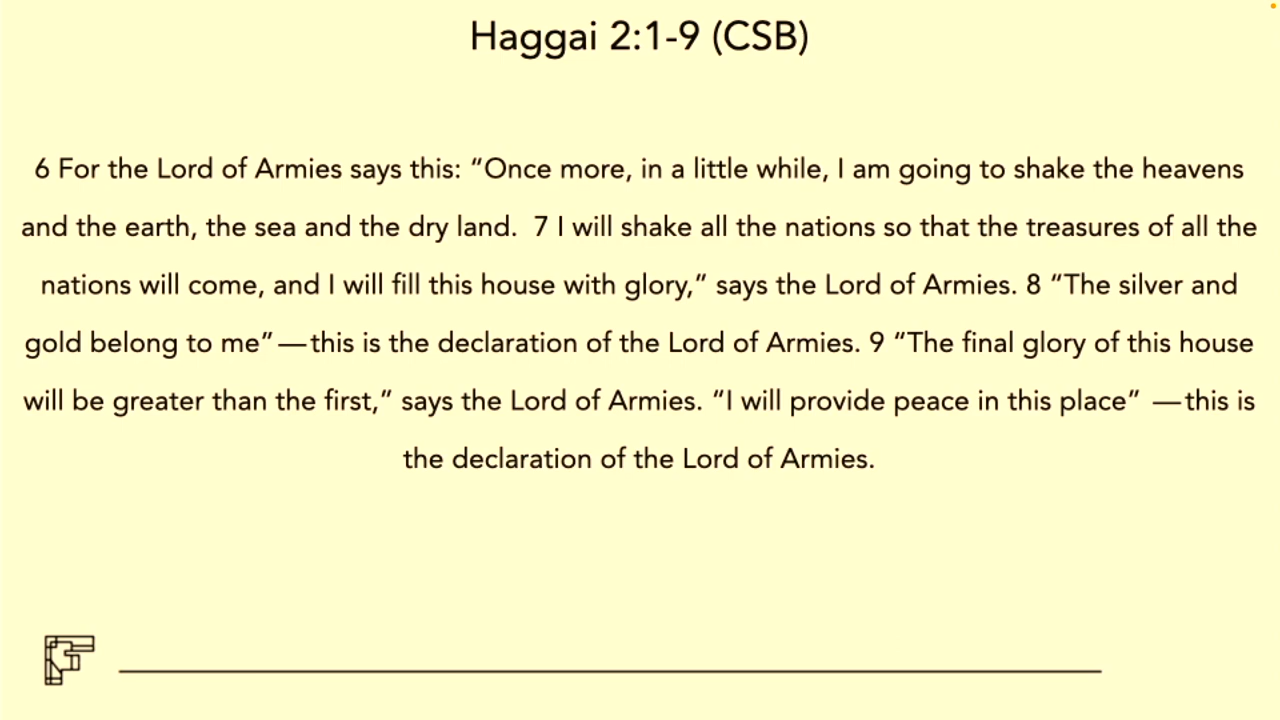 Haggai 2:1-9 (CSB)
6 For the Lord of Armies says this: “Once more, in a little while, I am going to shake the heavens
and the earth, the sea and the dry land.  7 I will shake all the nations so that the treasures of all the
nations will come, and I will fill this house with glory,” says the Lord of Armies. 8 “The silver and
gold belong to me” —this is the declaration of the Lord of Armies. 9 “The final glory of this house
will be greater than the first,” says the Lord of Armies. “I will provide peace in this place” —this is
the declaration of the Lord of Armies.